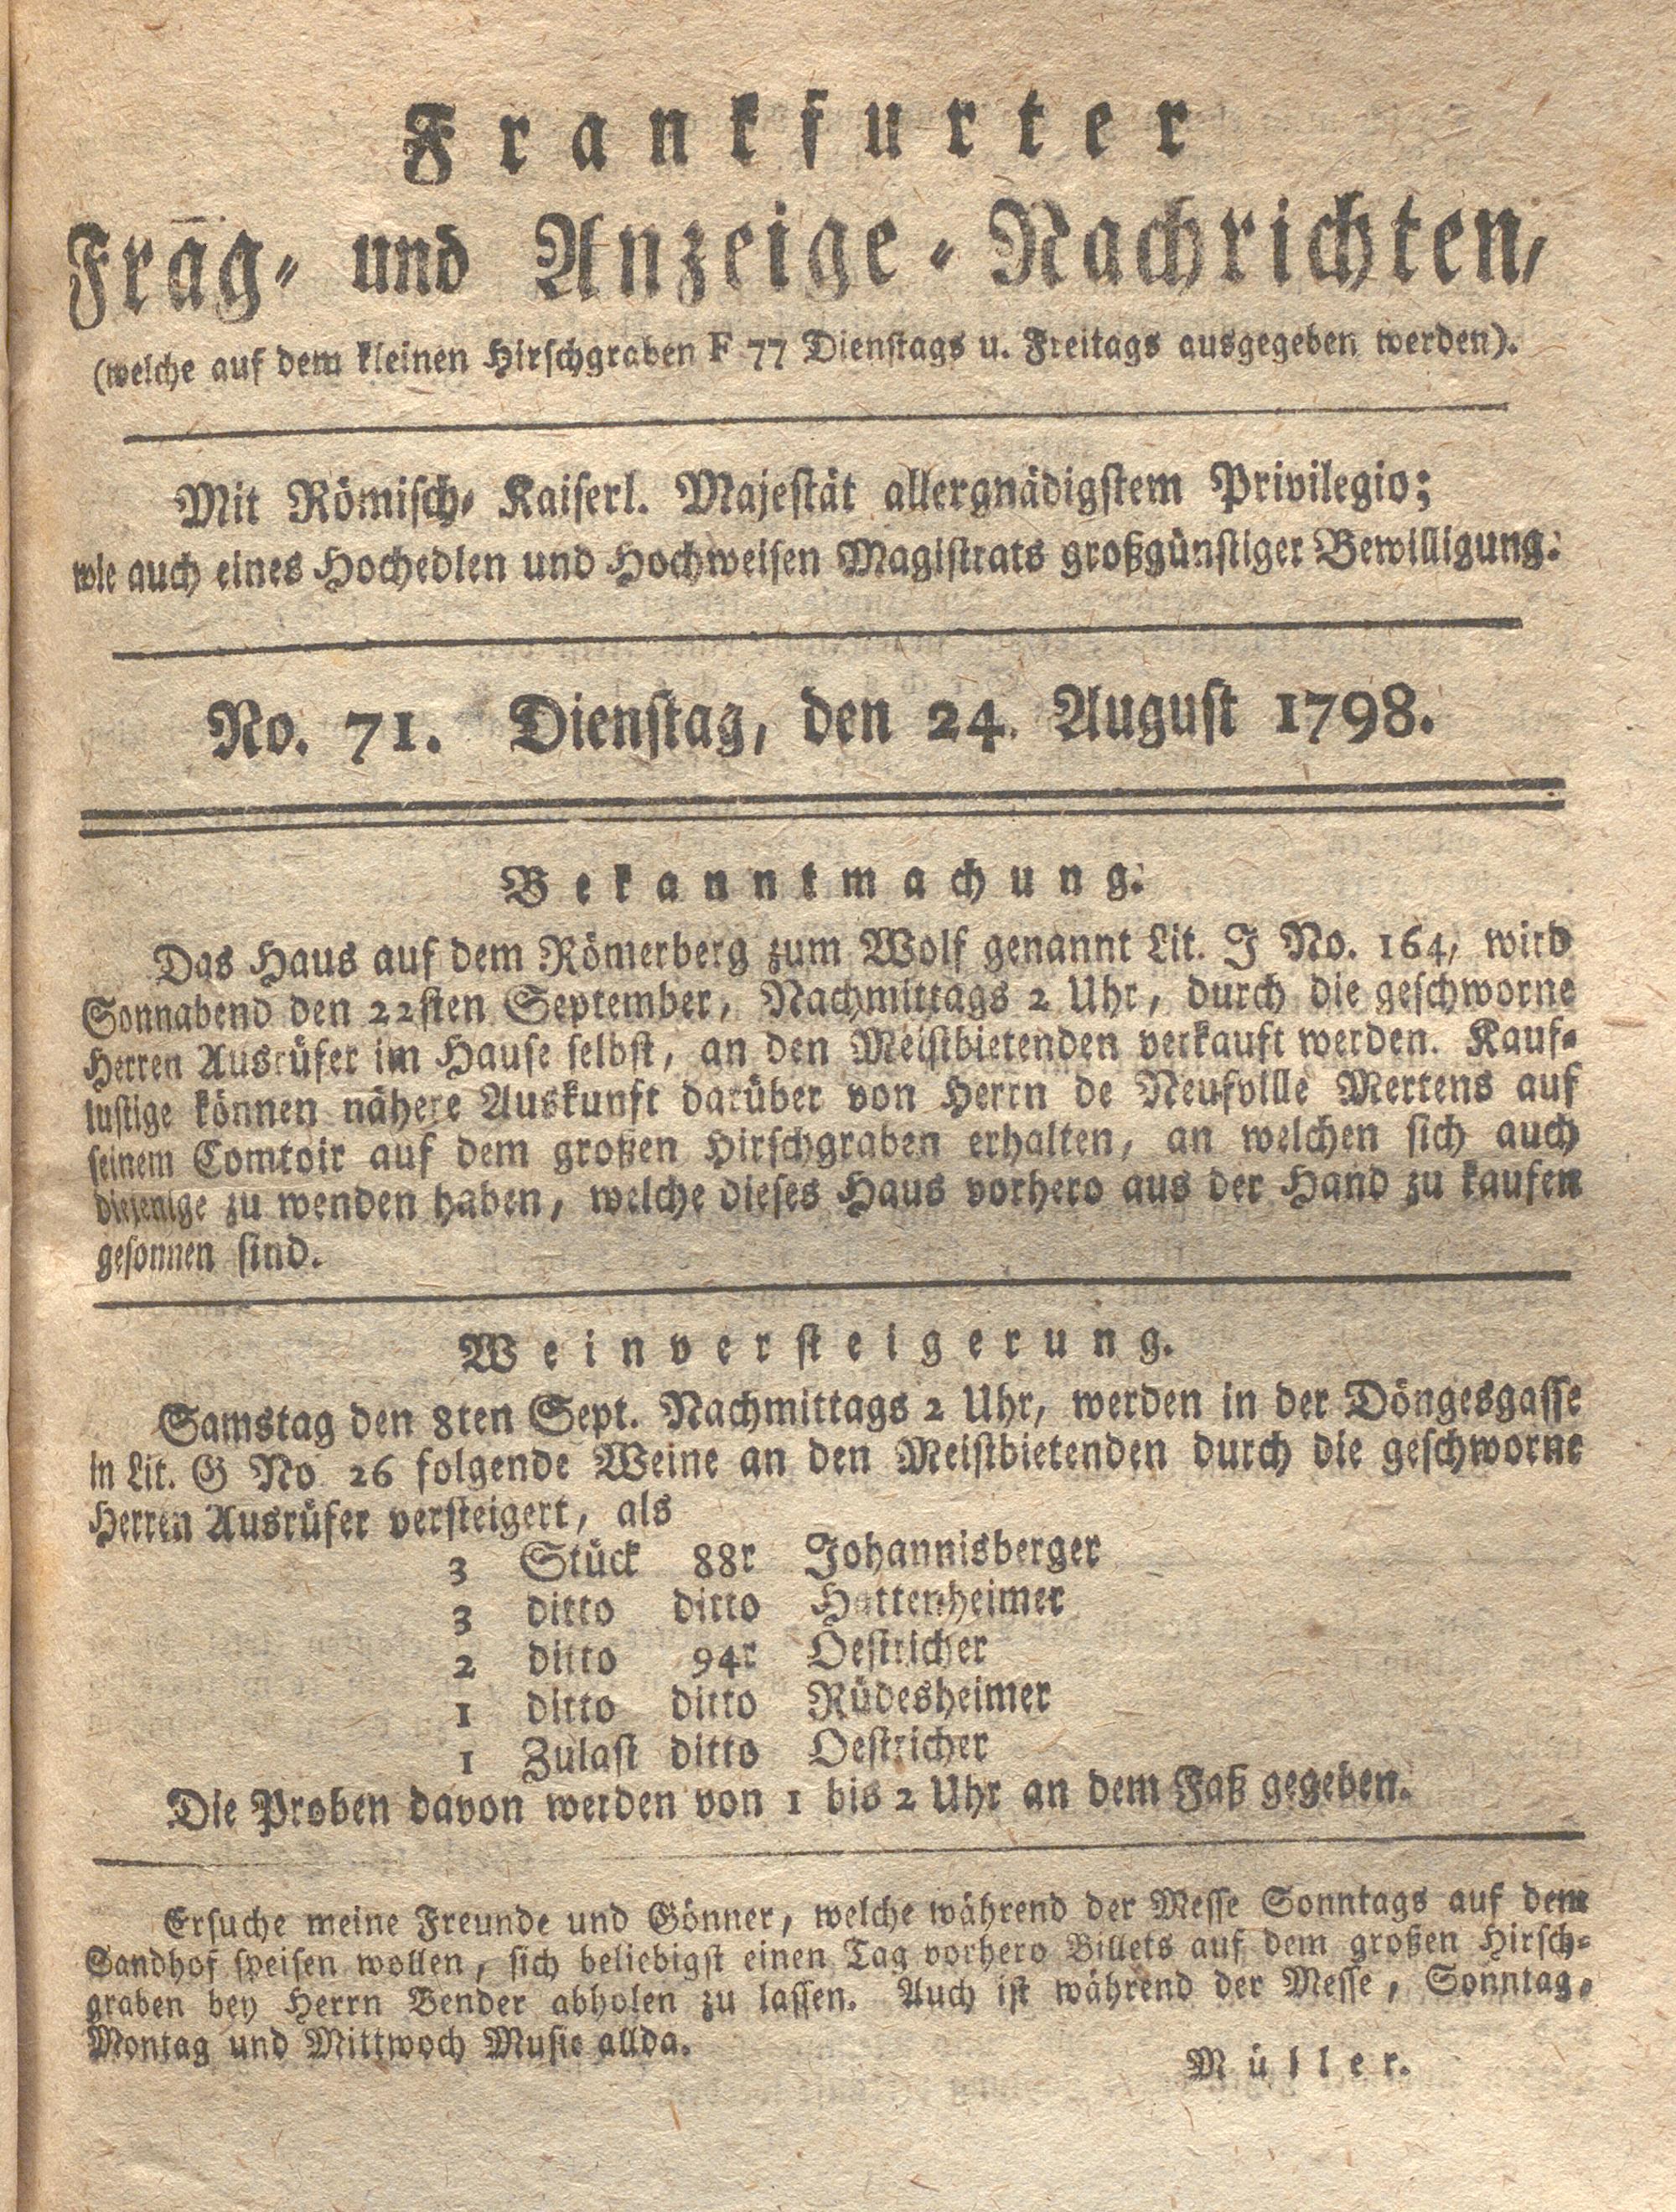 Frankfurter
Frag- und Anzeige-Nachrichten,
(welche auf dem kleinen Hirschgraben F 77 Dienstags u. Freitags ausgegeben werden).
Mit Römisch-Kaiserl. Majestät allergnädigstem Privilegio;
wie auch eines Hochedlen und Hochweisen Magistrats großgünstiger Bewilligung.
No. 71. Dienstag, den 24. August 1798.
Bekanntmachung.
Das Haus auf dem Römerberg zum Wolf genannt Lit. J No. 164, wird
Sonnabend den 22sten September, Nachmittags 2 Uhr, durch die geschworne
Herren Ausrüfer im Hause selbst, an den Meistbietenden verkauft werden. Kauf-
lustige können nähere Auskunft darüber von Herrn de Neufville Mertens auf
seinem Comtoir auf dem großen Hirschgraben erhalten, an welchen sich auch
diejenige zu wenden haben, welche dieses Haus vorhero aus der Hand zu kaufen
gesonnen sind.
Weinversteigerung.
Samstag den 8ten Sept. Nachmittags 2 Uhr, werden in der Döngesgasse
in Lit. G No 26 folgende Weine an den Meistbietenden durch die geschworne
Herren Ausrüfer versteigert, als
3 Stück 88r Johannisberger
3 ditto ditto Hattenheimer
2 ditto 94r Oestricher
1 ditto ditto Rüdesheimer
1 Zulast ditto Oestricher
Die Proben davon werden von 1 bis 2 Uhr an dem Faß gegeben.
Ersuche meine Freunde und Gönner, welche während der Messe Sonntags auf dem
Sandhof speisen wollen, sich beliebigst einen Tag vorhero Billets auf dem großen Hirsch-
graben bey Herrn Bender abholen zu lassen. Auch ist während der Messe, Sonntag,
Montag und Mittwoch Music allda.
Müller.